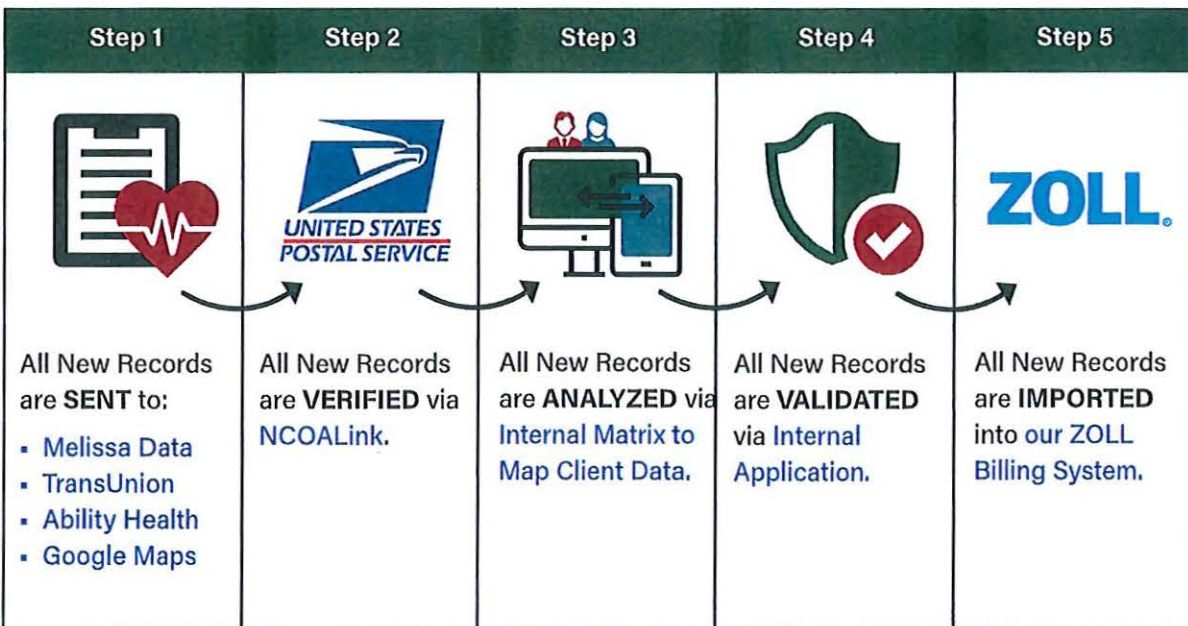 Step 1
Step 2
Step 3
Step 4
Step 5
UNITED STATES
POSTAL SERVICE
ZOLL®
All New Records
are SENT to:
▪ Melissa Data
▪ TransUnion
▪ Ability Health
▪ Google Maps
All New Records
are VERIFIED via
NCOALink.
All New Records
are ANALYZED via
Internal Matrix to
Map Client Data.
All New Records
are VALIDATED
via Internal
Application.
All New Records
are IMPORTED
into our ZOLL
Billing System.